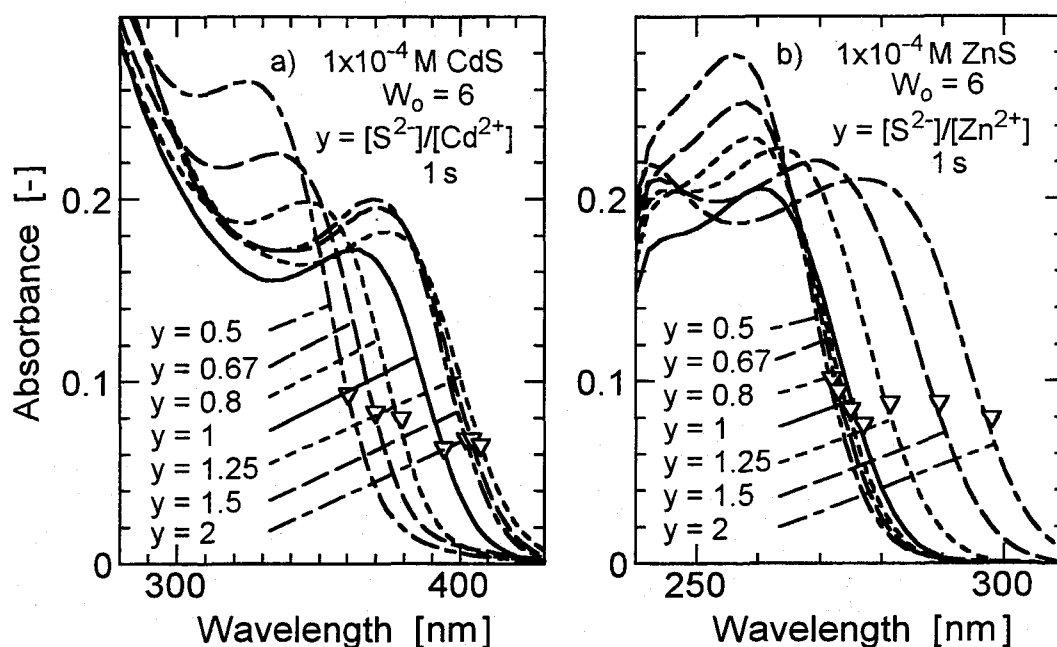 a) 1x10⁻⁴ M CdS
Wₒ = 6
y = [S²⁻]/[Cd²⁺]
1 s
Absorbance [-]
0.2
0.1
0
y = 0.5
y = 0.67
y = 0.8
y = 1
y = 1.25
y = 1.5
y = 2
300
400
Wavelength [nm]
b) 1x10⁻⁴ M ZnS
Wₒ = 6
y = [S²⁻]/[Zn²⁺]
1 s
0.2
0.1
0
y = 0.5
y = 0.67
y = 0.8
y = 1
y = 1.25
y = 1.5
y = 2
250
300
Wavelength [nm]